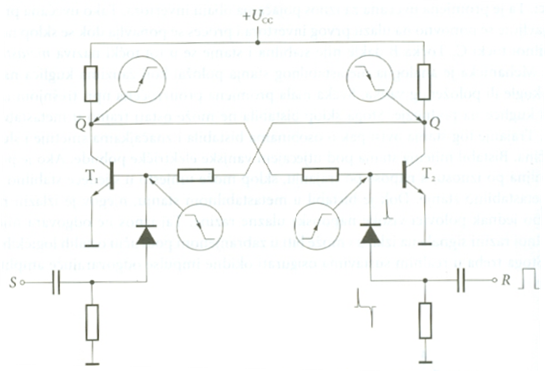 +U_CC
Q̅ Q
T₁ T₂
S R